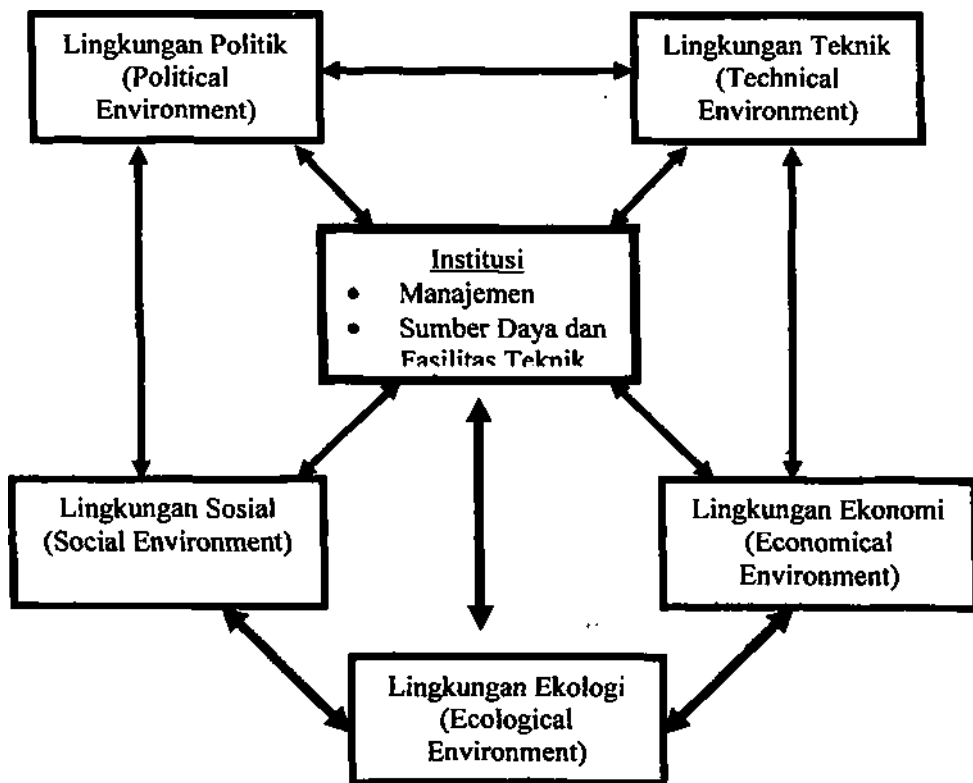 Lingkungan Politik
(Political
Environment)
Lingkungan Teknik
(Technical
Environment)
Institusi
• Manajemen
• Sumber Daya dan
Fasilitas Teknik
Lingkungan Sosial
(Social Environment)
Lingkungan Ekonomi
(Economical
Environment)
Lingkungan Ekologi
(Ecological
Environment)